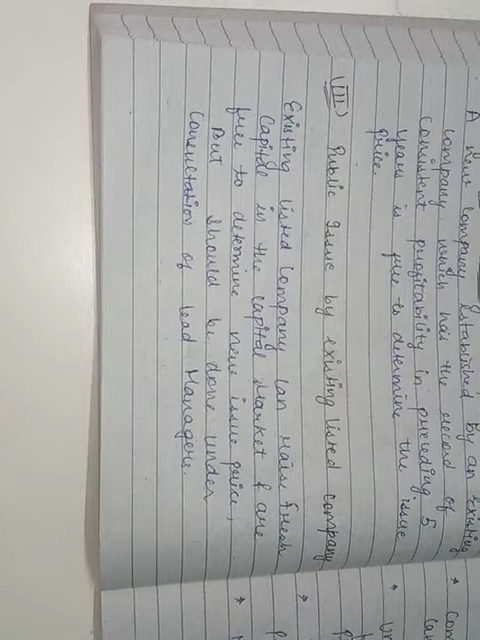 A new company established by an existing
company which has the record of
consistent profitability in preceding 5
years is free to determine the issue
price.
(III) Public Issue by existing listed company
Existing listed company can raise fresh
capital in the capital market & are
free to determine new issue price,
But should be done under
consultation of lead Managers.
* Com
*
*